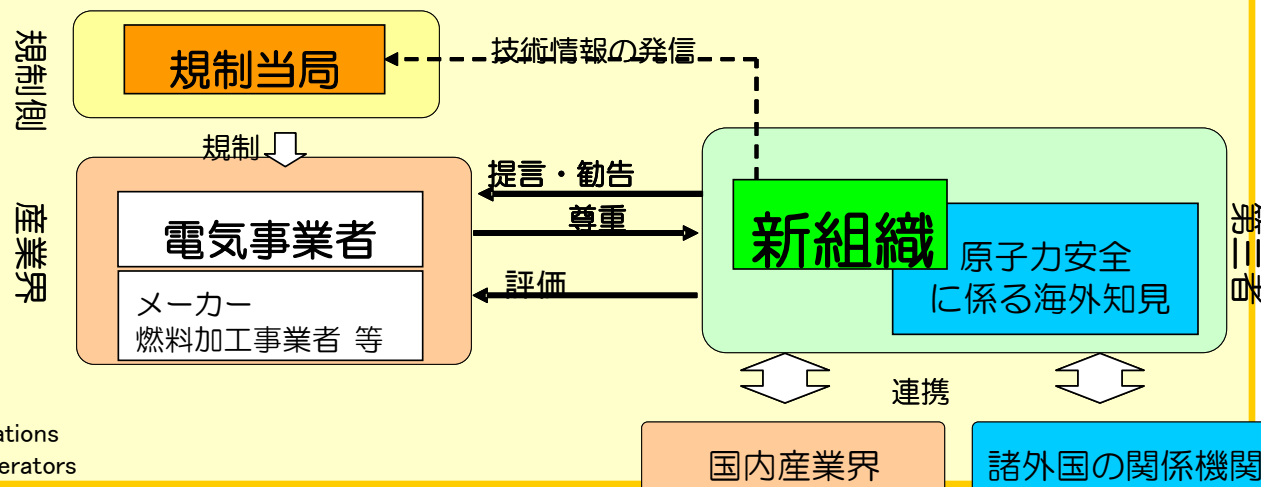 規制側
規制当局
技術情報の発信
規制
産業界
電気事業者
メーカー
燃料加工事業者 等
提言・勧告
尊重
評価
新組織
原子力安全
に係る海外知見
第三者
連携
国内産業界
諸外国の関係機関
ations
erators